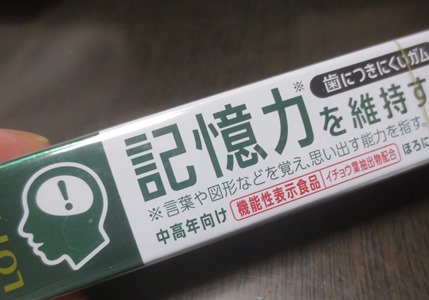 歯につきにくいガム
記憶力※を維持す
※言葉や図形などを覚え、思い出す能力を指す。
中高年向け 機能性表示食品 イチョウ葉抽出物配合 ほろに